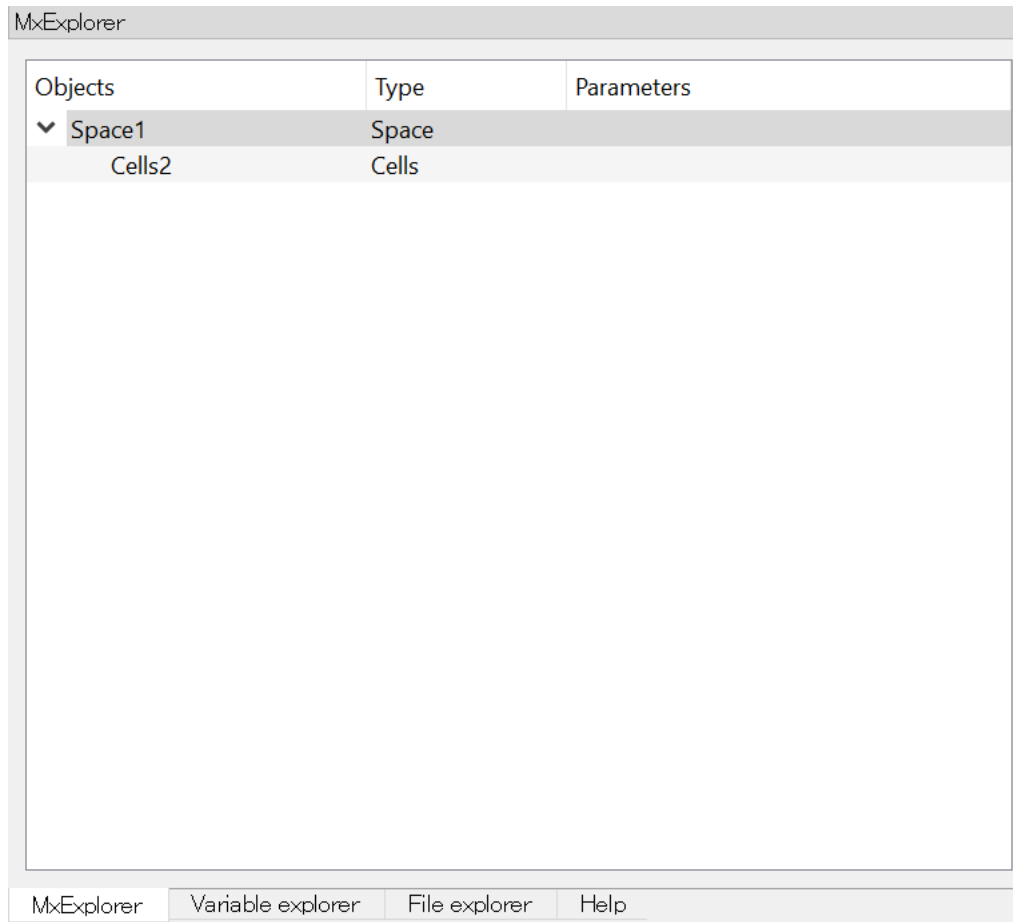 MxExplorer
Objects Type Parameters
Space1 Space
Cells2 Cells
MxExplorer Variable explorer File explorer Help